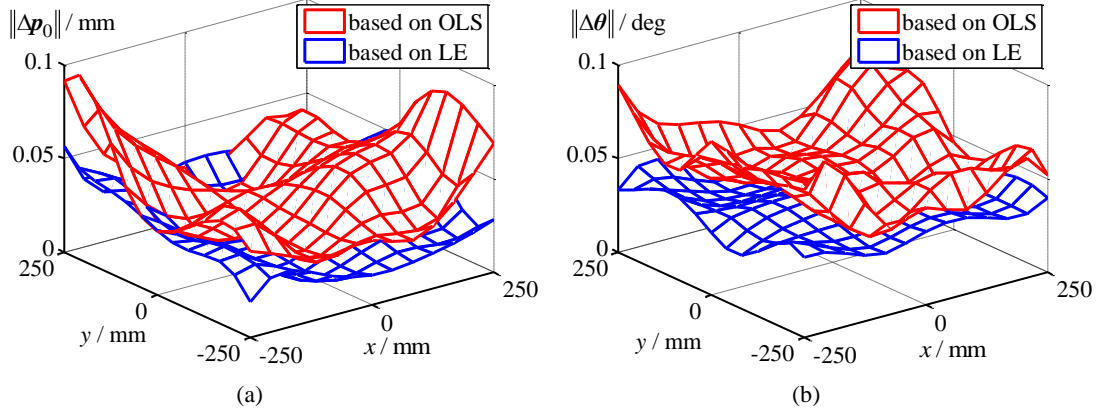 ‖Δp₀‖ / mm
based on OLS
based on LE
0.1
0.05
0
250
0
-250
y / mm
-250
0
250
x / mm
(a)
‖Δθ‖ / deg
based on OLS
based on LE
0.1
0.05
0
250
0
-250
y / mm
-250
0
250
x / mm
(b)